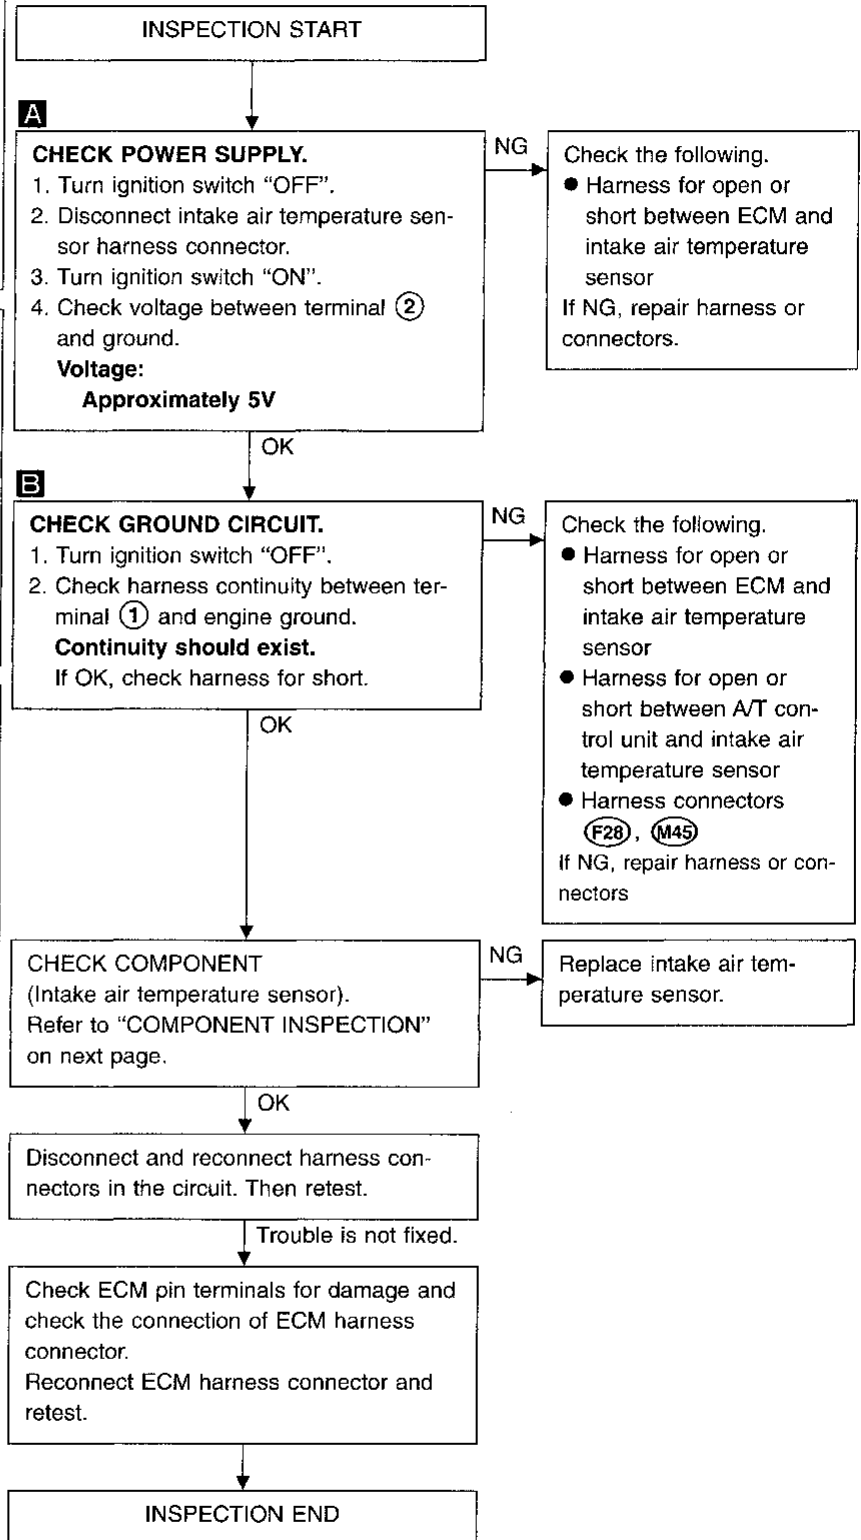 INSPECTION START
A
CHECK POWER SUPPLY.
1. Turn ignition switch “OFF”.
2. Disconnect intake air temperature sen-
sor harness connector.
3. Turn ignition switch “ON”.
4. Check voltage between terminal ②
and ground.
Voltage:
Approximately 5V
NG
Check the following.
● Harness for open or
short between ECM and
intake air temperature
sensor
If NG, repair harness or
connectors.
OK
B
CHECK GROUND CIRCUIT.
1. Turn ignition switch “OFF”.
2. Check harness continuity between ter-
minal ① and engine ground.
Continuity should exist.
If OK, check harness for short.
NG
Check the following.
● Harness for open or
short between ECM and
intake air temperature
sensor
● Harness for open or
short between A/T con-
trol unit and intake air
temperature sensor
● Harness connectors
F28, M45
If NG, repair harness or con-
nectors
OK
CHECK COMPONENT
(Intake air temperature sensor).
Refer to “COMPONENT INSPECTION”
on next page.
NG
Replace intake air tem-
perature sensor.
OK
Disconnect and reconnect harness con-
nectors in the circuit. Then retest.
Trouble is not fixed.
Check ECM pin terminals for damage and
check the connection of ECM harness
connector.
Reconnect ECM harness connector and
retest.
INSPECTION END